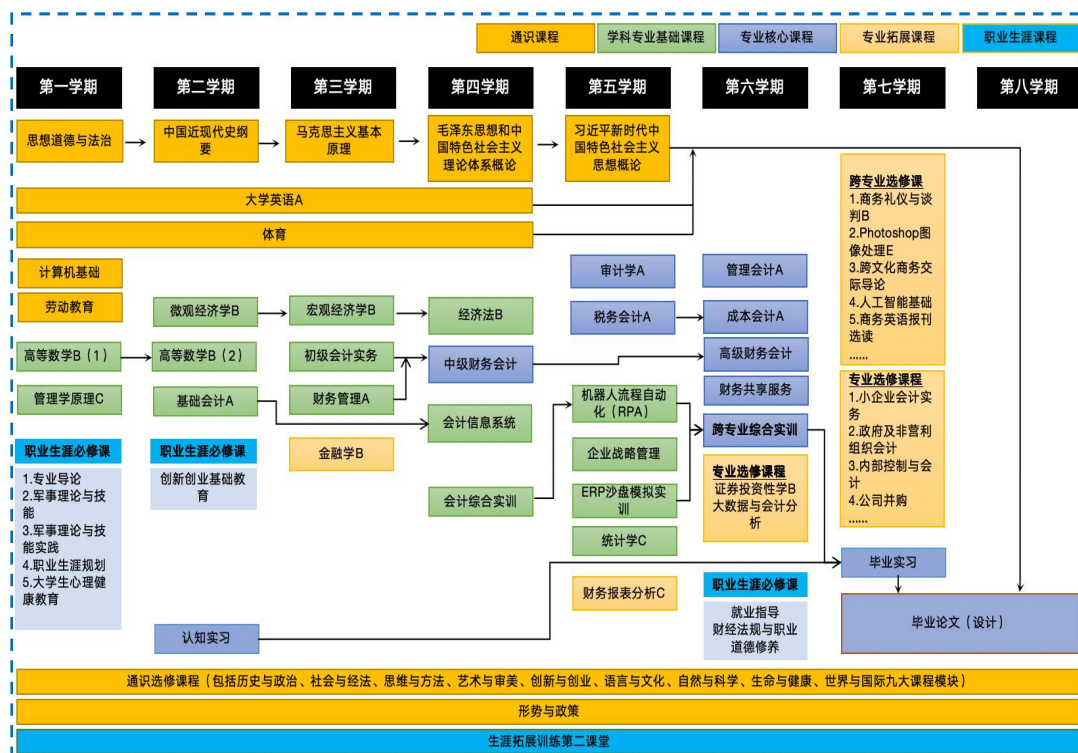 通识课程
学科专业基础课程
专业核心课程
专业拓展课程
职业生涯课程
第一学期
第二学期
第三学期
第四学期
第五学期
第六学期
第七学期
第八学期
思想道德与法治
中国近现代史纲
要
马克思主义基本
原理
毛泽东思想和中
国特色社会主义
理论体系概论
习近平新时代中
国特色社会主义
思想概论
大学英语A
体育
计算机基础
劳动教育
高等数学B（1）
管理学原理C
职业生涯必修课
1.专业导论
2.军事理论与技
能
3.军事理论与技
能实践
4.职业生涯规划
5.大学生心理健
康教育
微观经济学B
高等数学B（2）
基础会计A
职业生涯必修课
创新创业基础教
育
认知实习
宏观经济学B
初级会计实务
财务管理A
金融学B
经济法B
中级财务会计
会计信息系统
会计综合实训
审计学A
税务会计A
机器人流程自动
化（RPA）
企业战略管理
ERP沙盘模拟实
训
统计学C
财务报表分析C
管理会计A
成本会计A
高级财务会计
财务共享服务
跨专业综合实训
专业选修课程
证券投资性学B
大数据与会计分
析
职业生涯必修课
就业指导
财经法规与职业
道德修养
跨专业选修课
1.商务礼仪与谈
判B
2.Photoshop图
像处理E
3.跨文化商务交
际导论
4.人工智能基础
5.商务英语报刊
选读
......
专业选修课程
1.小企业会计实
务
2.政府及非营利
组织会计
3.内部控制与会
计
4.公司并购
......
毕业实习
毕业论文（设计）
通识选修课程（包括历史与政治、社会与经法、思维与方法、艺术与审美、创新与创业、语言与文化、自然与科学、生命与健康、世界与国际九大课程模块）
形势与政策
生涯拓展训练第二课堂